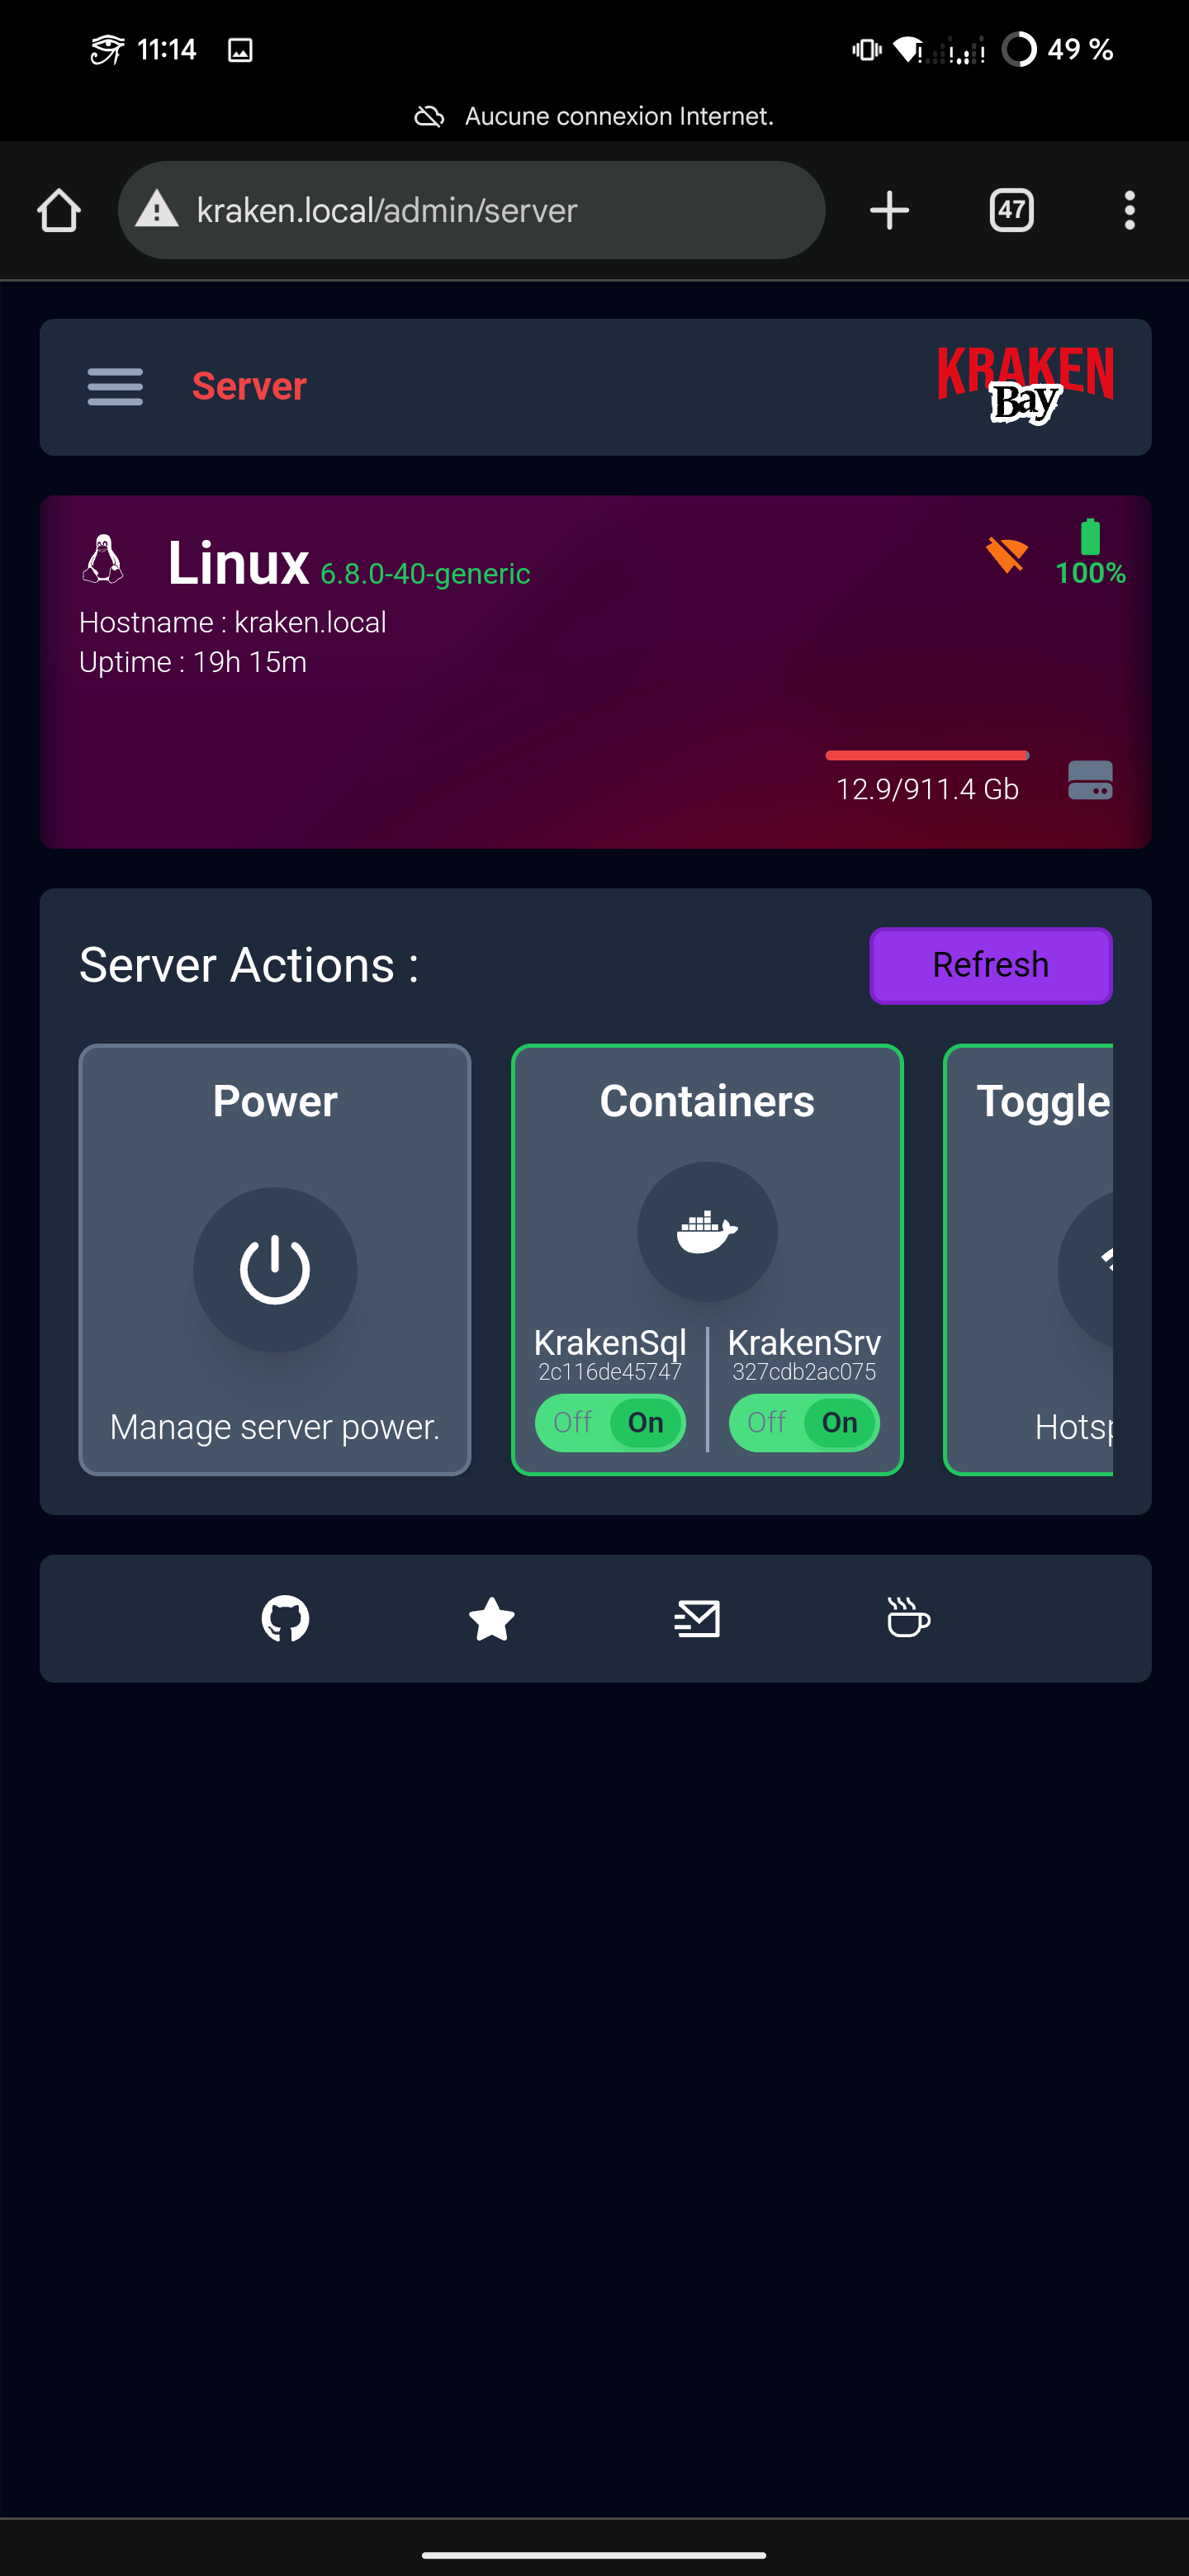 11:14
49 %
Aucune connexion Internet.
kraken.local/admin/server
47
Server
KRAKEN
Bay
Linux 6.8.0-40-generic
100%
Hostname : kraken.local
Uptime : 19h 15m
12.9/911.4 Gb
Server Actions :
Refresh
Power
Manage server power.
Containers
KrakenSql
2c116de45747
Off On
KrakenSrv
327cdb2ac075
Off On
Toggle
Hotsp